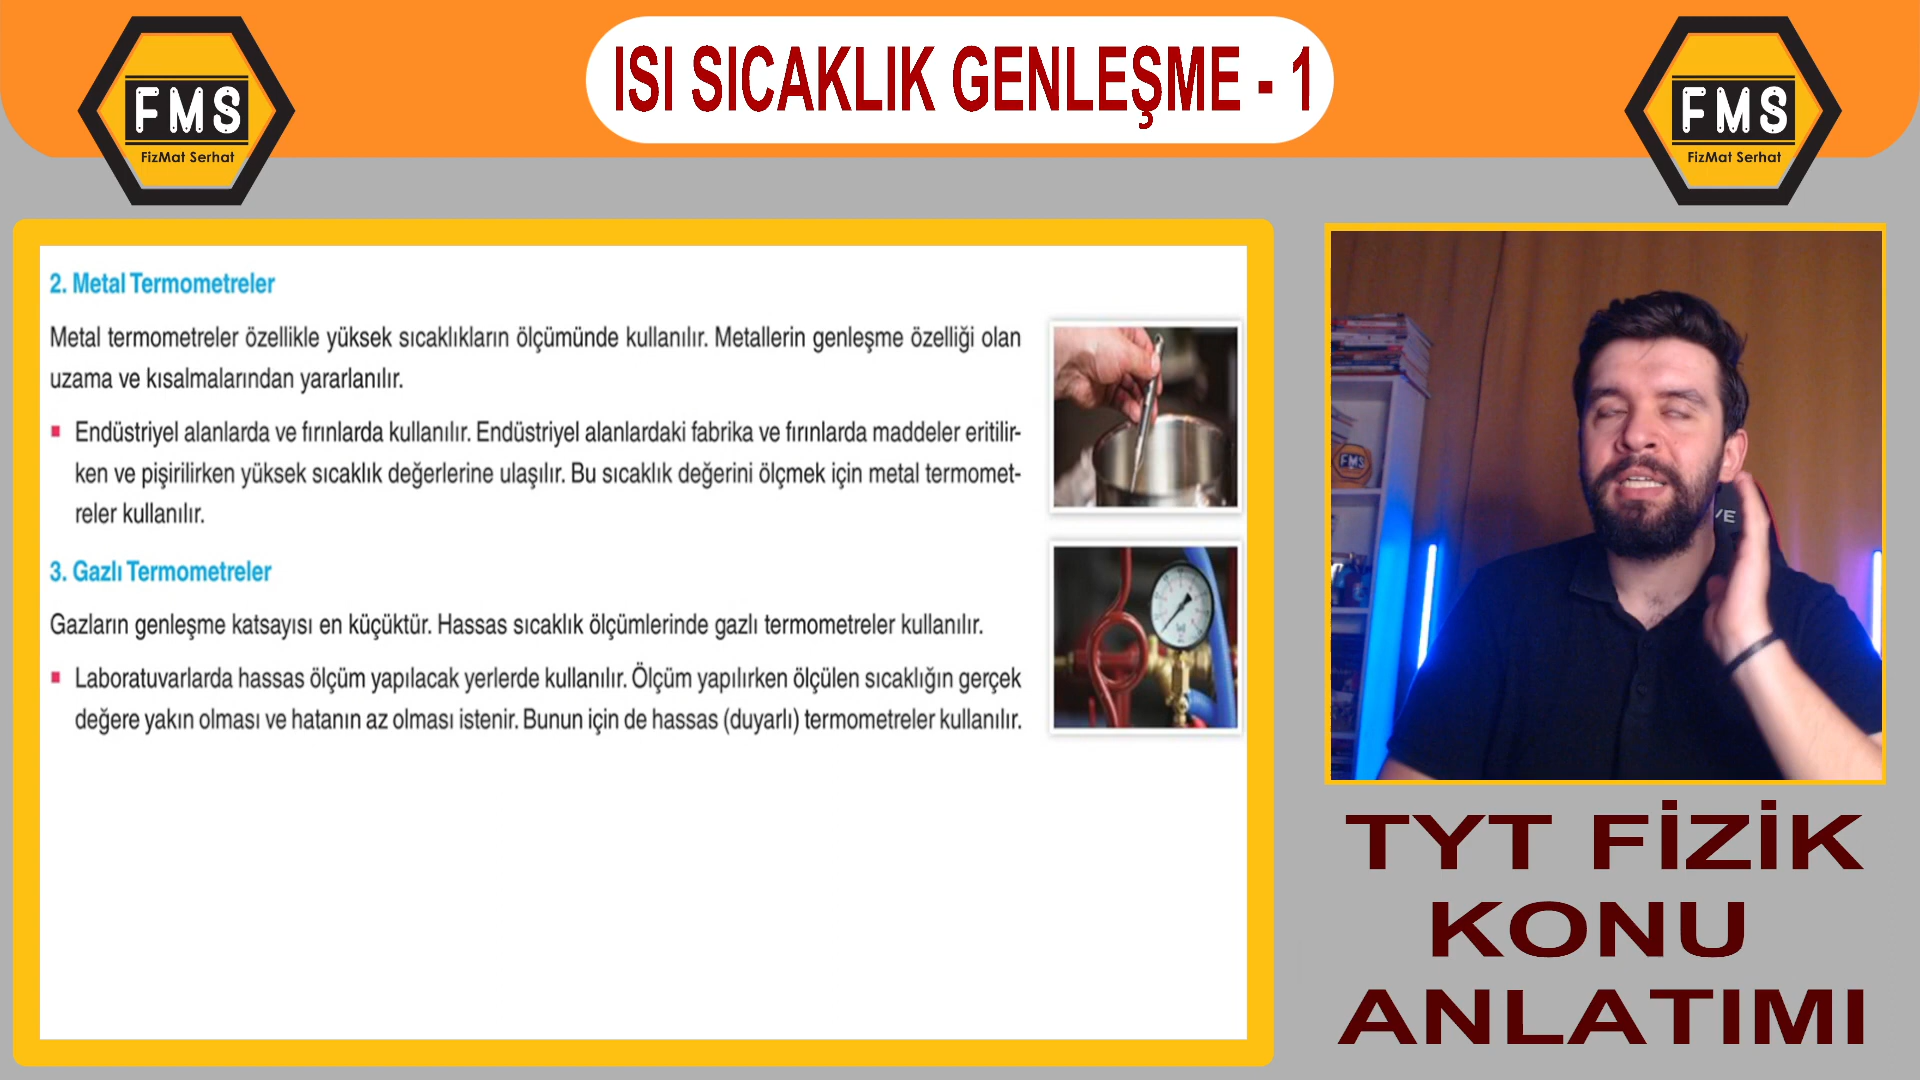 ISI SICAKLIK GENLEŞME - 1
FMS
FizMat Serhat
FMS
FizMat Serhat
2. Metal Termometreler
Metal termometreler özellikle yüksek sıcaklıkların ölçümünde kullanılır. Metallerin genleşme özelliği olan
uzama ve kısalmalarından yararlanılır.
Endüstriyel alanlarda ve fırınlarda kullanılır. Endüstriyel alanlardaki fabrika ve fırınlarda maddeler eritilir-
ken ve pişirilirken yüksek sıcaklık değerlerine ulaşılır. Bu sıcaklık değerini ölçmek için metal termomet-
reler kullanılır.
3. Gazlı Termometreler
Gazların genleşme katsayısı en küçüktür. Hassas sıcaklık ölçümlerinde gazlı termometreler kullanılır.
Laboratuvarlarda hassas ölçüm yapılacak yerlerde kullanılır. Ölçüm yapılırken ölçülen sıcaklığın gerçek
değere yakın olması ve hatanın az olması istenir. Bunun için de hassas (duyarlı) termometreler kullanılır.
FMS
TYT FİZİK
KONU
ANLATIMI